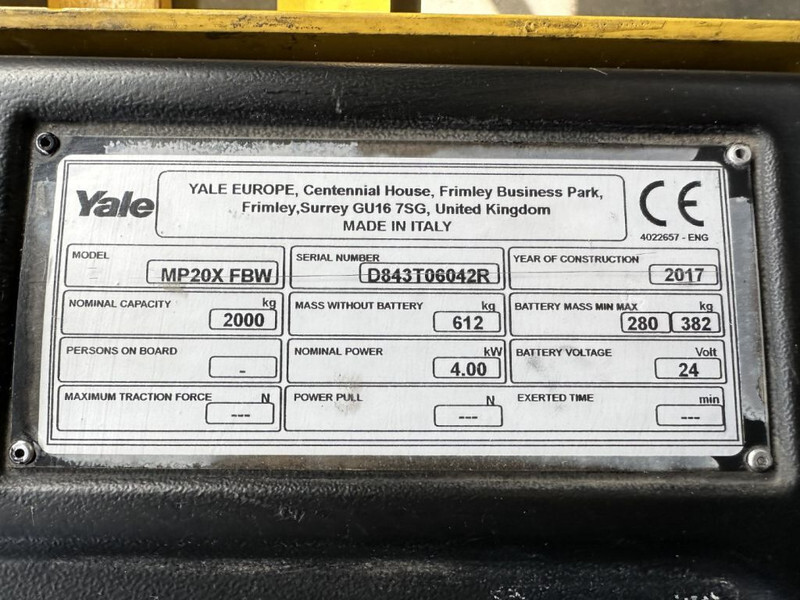 Yale
YALE EUROPE, Centennial House, Frimley Business Park,
Frimley,Surrey GU16 7SG, United Kingdom
MADE IN ITALY
CE
4022657 - ENG
MODEL
MP20X FBW
SERIAL NUMBER
D843T06042R
YEAR OF CONSTRUCTION
2017
NOMINAL CAPACITY kg
2000
MASS WITHOUT BATTERY kg
612
BATTERY MASS MIN MAX kg
280 382
PERSONS ON BOARD
-
NOMINAL POWER kW
4.00
BATTERY VOLTAGE Volt
24
MAXIMUM TRACTION FORCE N
---
POWER PULL N
---
EXERTED TIME min
---